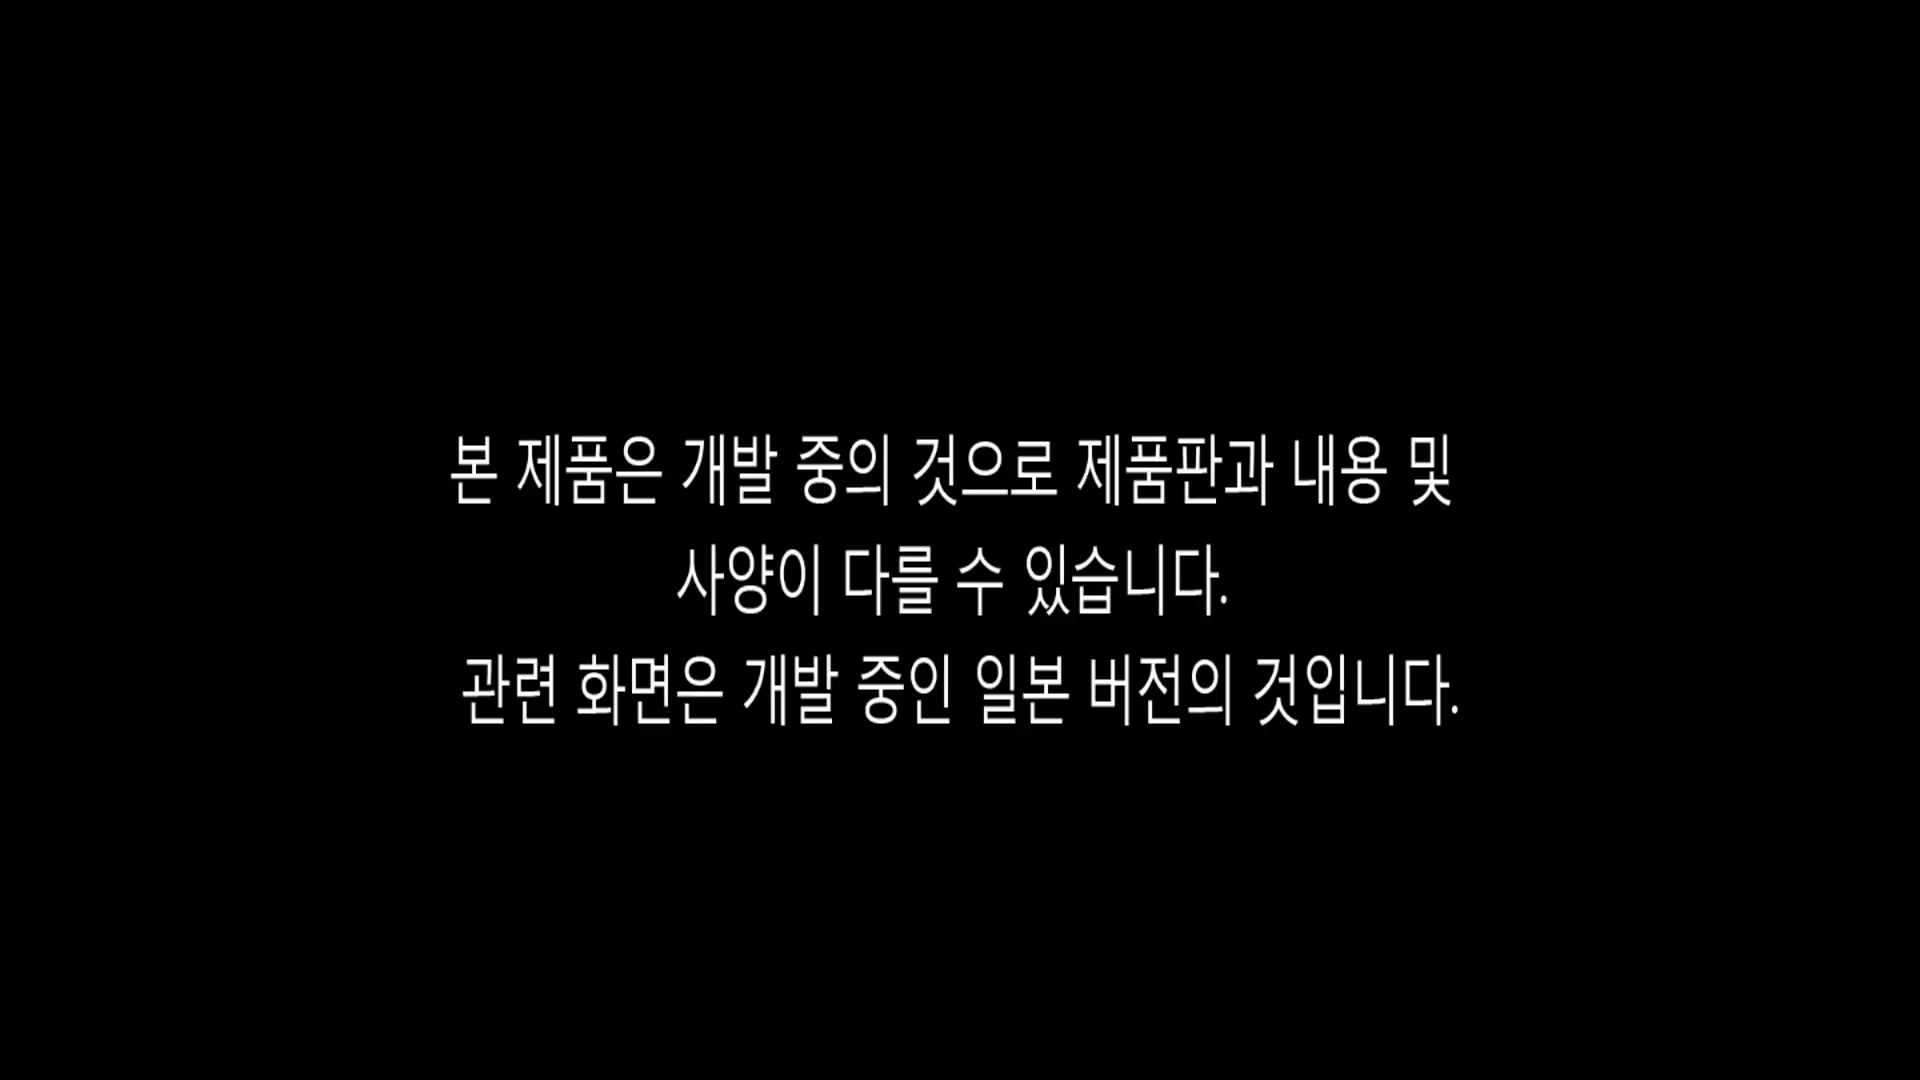 본 제품은 개발 중의 것으로 제품판과 내용 및
사양이 다를 수 있습니다.
관련 화면은 개발 중인 일본 버전의 것입니다.